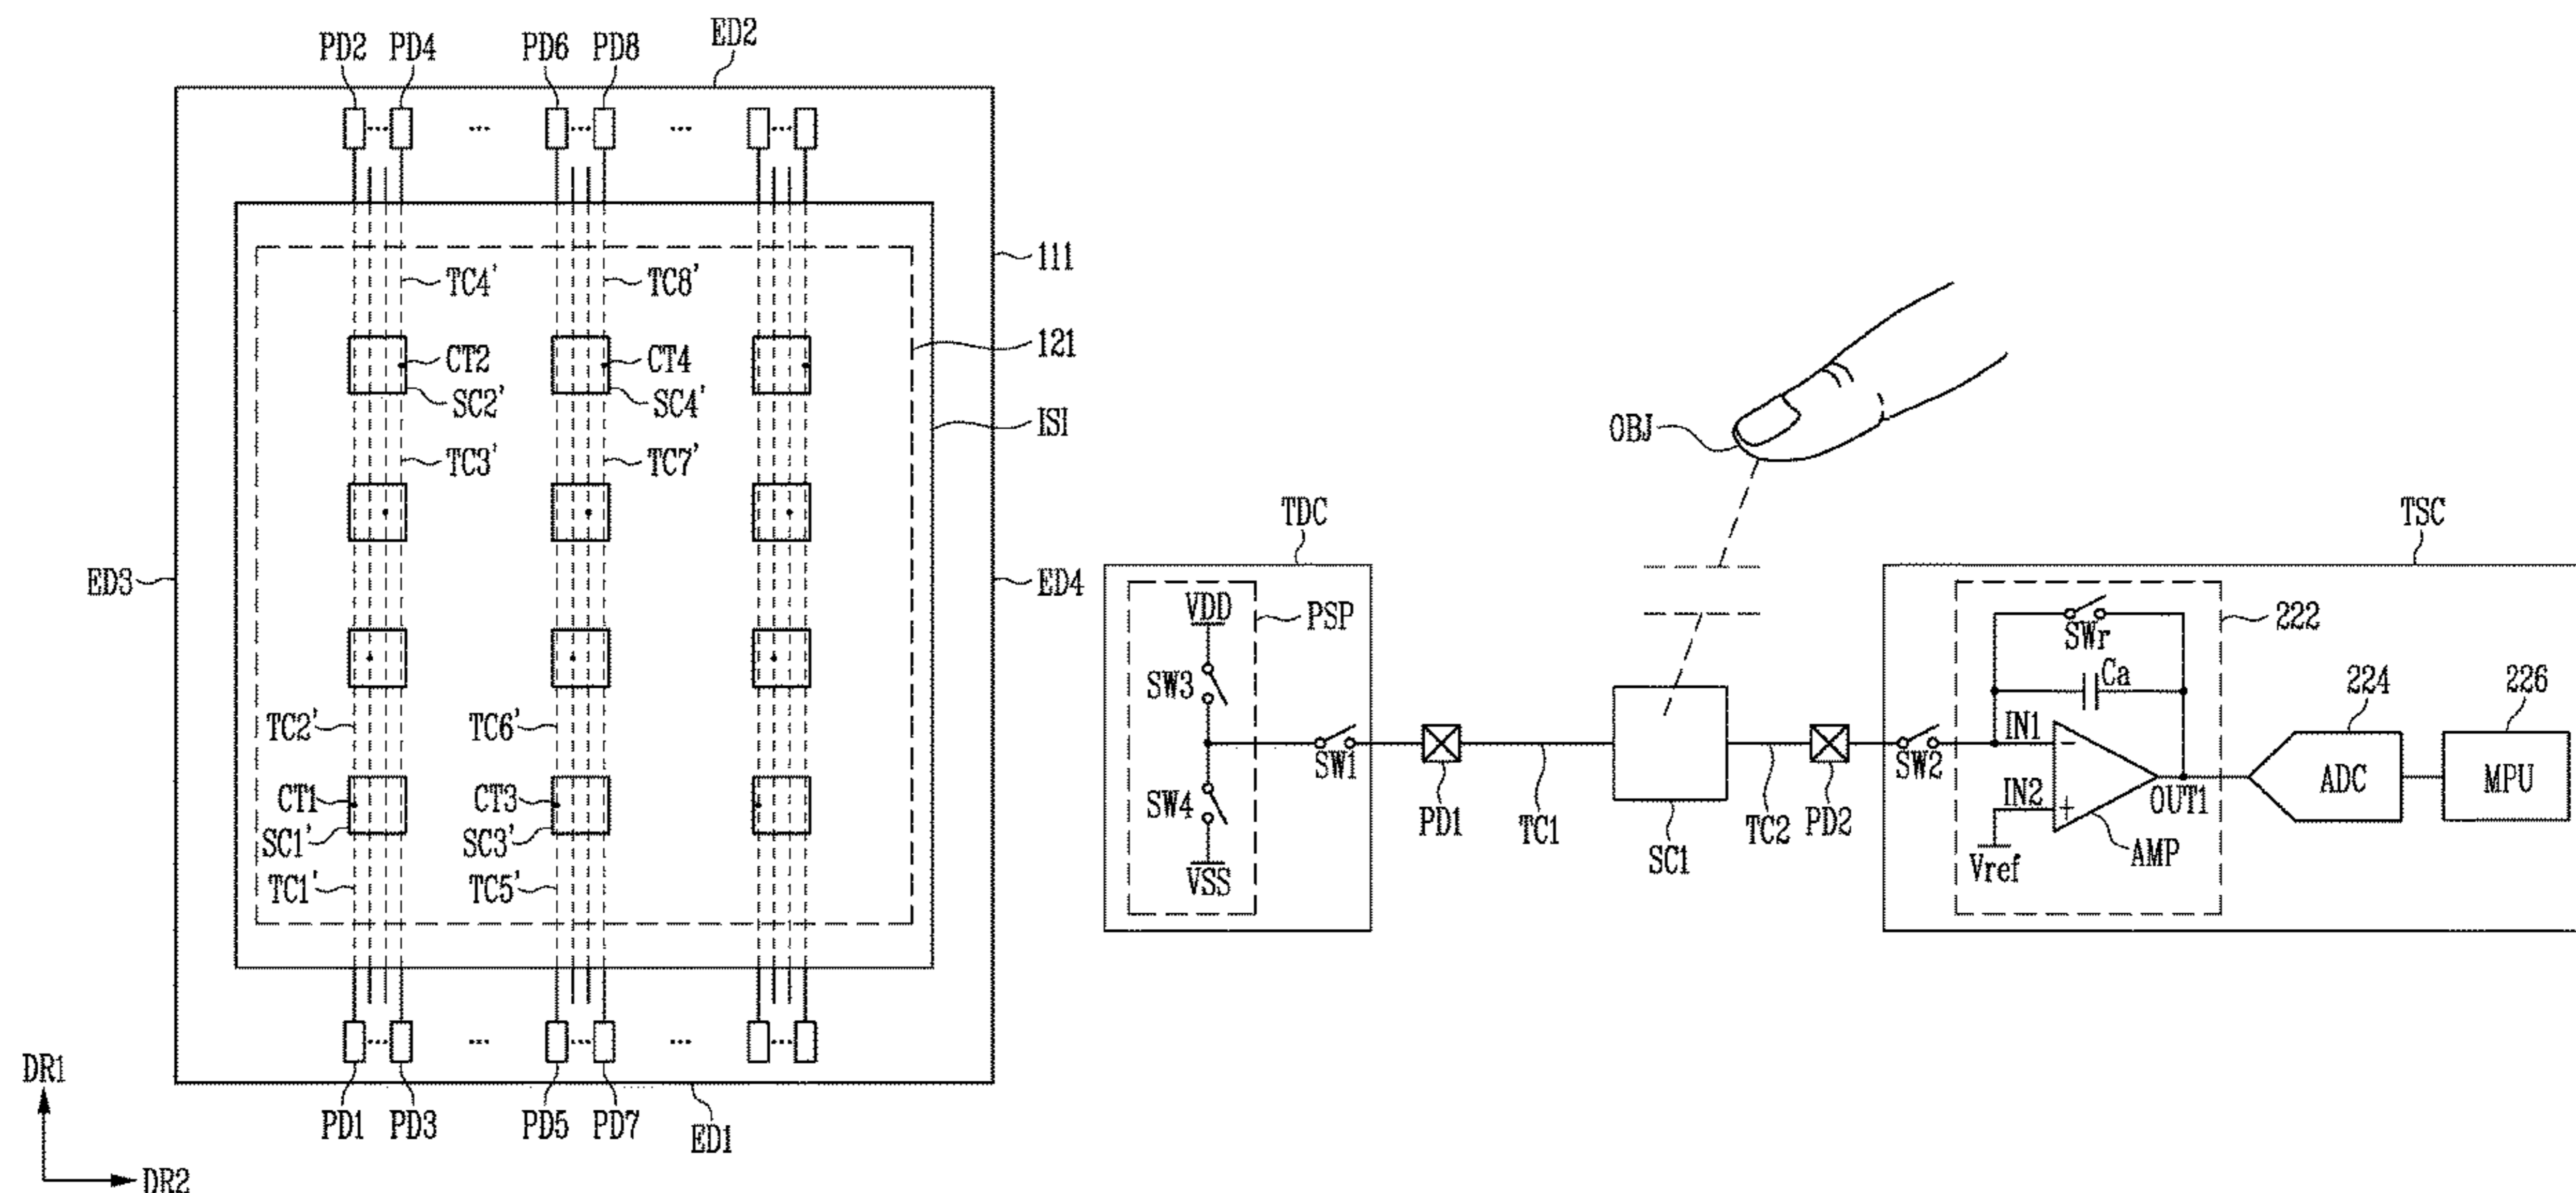 PD2 PD4 PD6 PD8 ED2
... ... ... ... ...
111
TC4' TC8'
121
CT2 CT4
SC2' SC4'
ISI
TC3' TC7'
ED3 ED4
TC2' TC6'
CT1 CT3
SC1' SC3'
TC1' TC5'
... ... ... ... ...
PD1 PD3 PD5 PD7 ED1
DR1
DR2
OBJ
TDC
VDD
PSP
SW3
SW4
VSS
SW1
PD1
TC1
SC1
TC2
PD2
TSC
SW2
SWr
222
Ca
IN1
-
IN2
+
Vref
AMP
OUT1
224
ADC
226
MPU